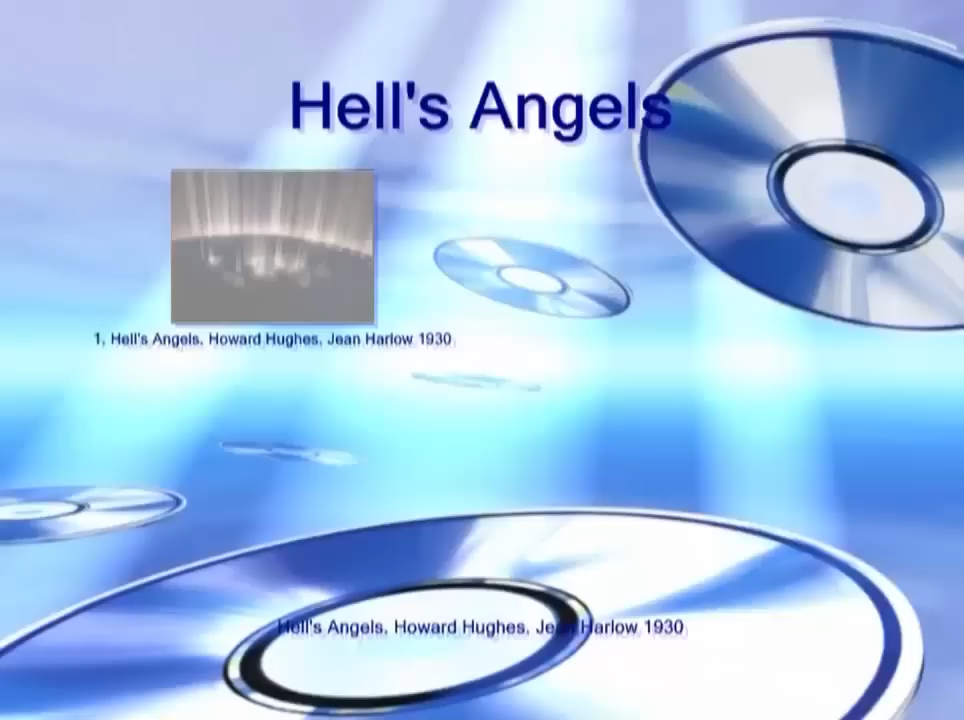 Hell's Angels
1, Hell's Angels, Howard Hughes, Jean Harlow 1930
Hell's Angels, Howard Hughes, Jean Harlow 1930